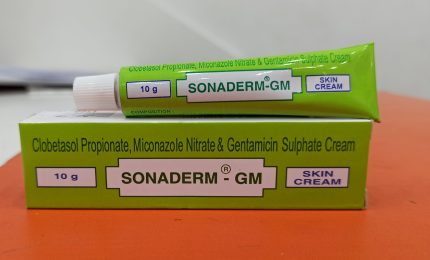 Clobetasol Propionate, Miconazole Nitrate & Gentamicin Sulphate Cream
10 g
SONADERM®-GM
SKIN CREAM
COMPOSITION :
Clobetasol Propionate, Miconazole Nitrate & Gentamicin Sulphate Cream
10 g
SONADERM® - GM
SKIN
CREAM